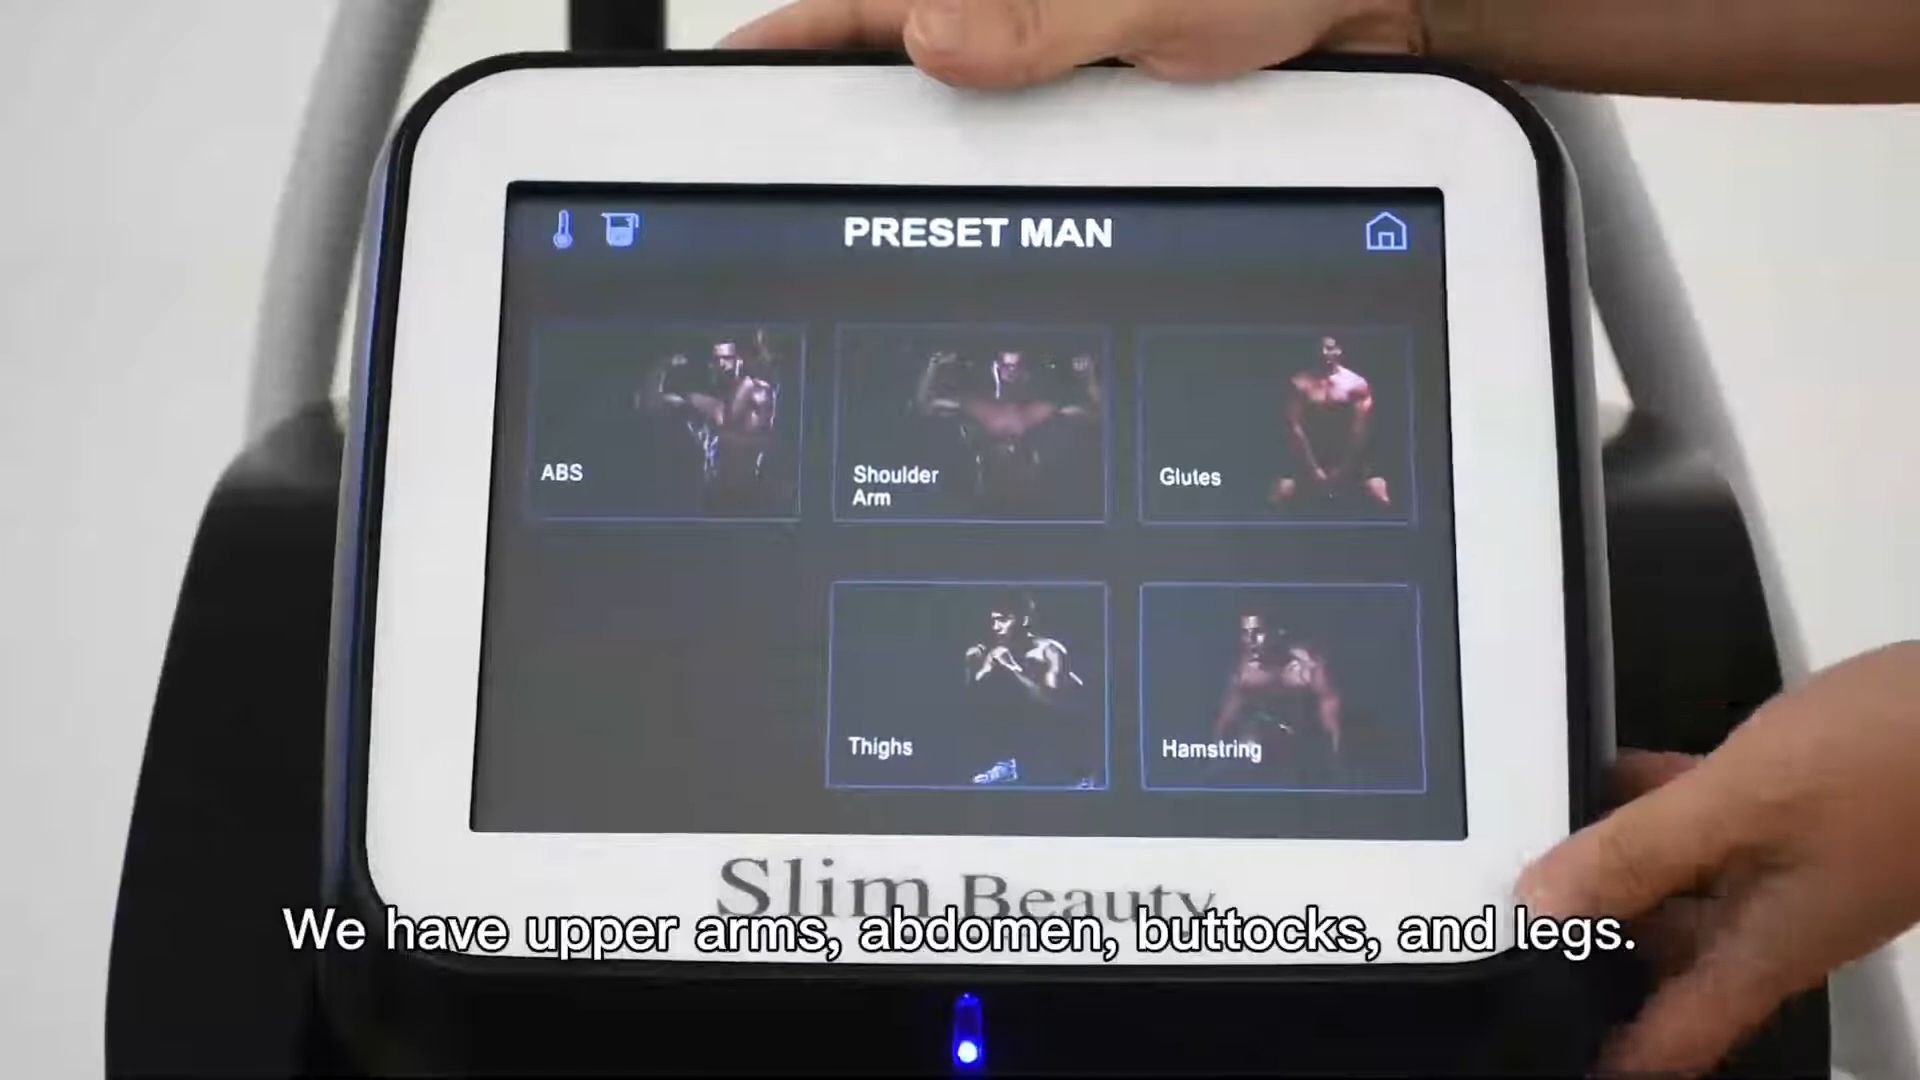 PRESET MAN
ABS
Shoulder
Arm
Glutes
Thighs
Hamstring
Slim Beauty
We have upper arms, abdomen, buttocks, and legs.